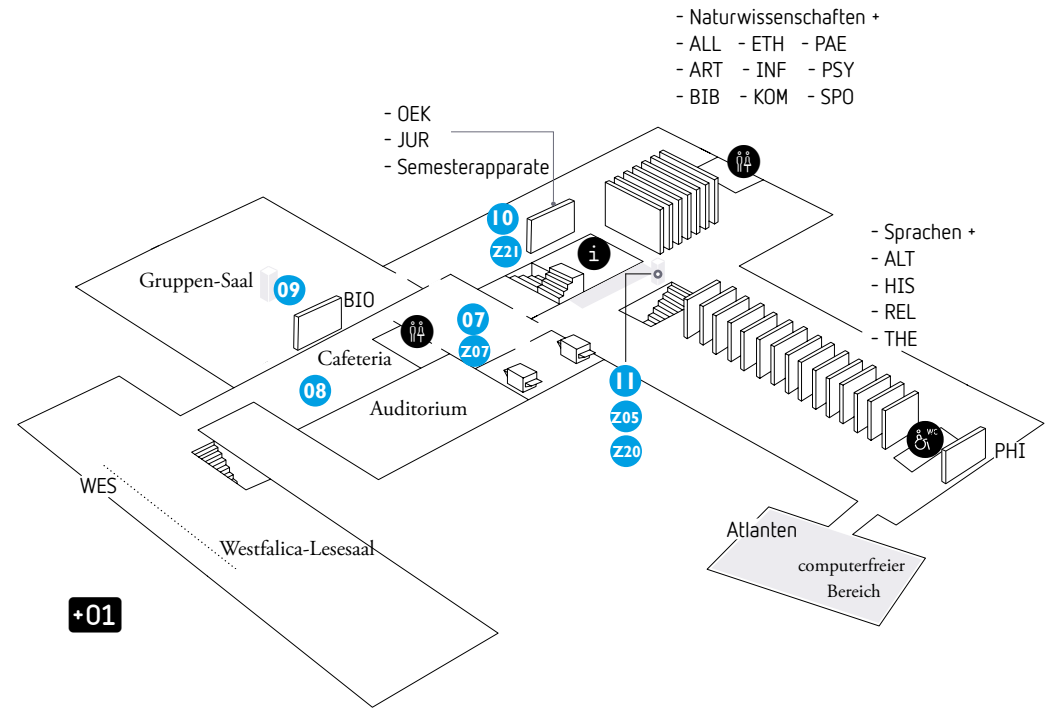 - Naturwissenschaften +
- ALL - ETH - PAE
- ART - INF - PSY
- BIB - KOM - SPO
- OEK
- JUR
- Semesterapparate
10
Z21
i
- Sprachen +
- ALT
- HIS
- REL
- THE
Gruppen-Saal
09
BIO
07
Z07
Cafeteria
08
Auditorium
11
Z05
Z20
WC
PHI
WES
Westfalica-Lesesaal
Atlanten
computerfreier
Bereich
+01